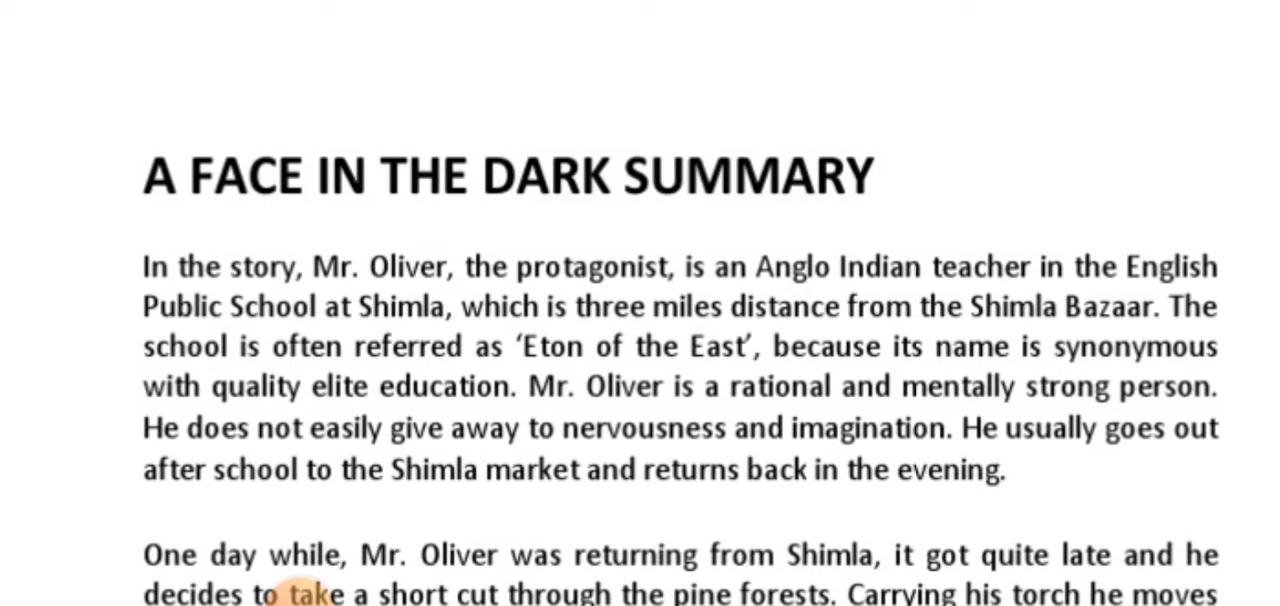 A FACE IN THE DARK SUMMARY
In the story, Mr. Oliver, the protagonist, is an Anglo Indian teacher in the English
Public School at Shimla, which is three miles distance from the Shimla Bazaar. The
school is often referred as ‘Eton of the East’, because its name is synonymous
with quality elite education. Mr. Oliver is a rational and mentally strong person.
He does not easily give away to nervousness and imagination. He usually goes out
after school to the Shimla market and returns back in the evening.
One day while, Mr. Oliver was returning from Shimla, it got quite late and he
decides to take a short cut through the pine forests. Carrying his torch he moves